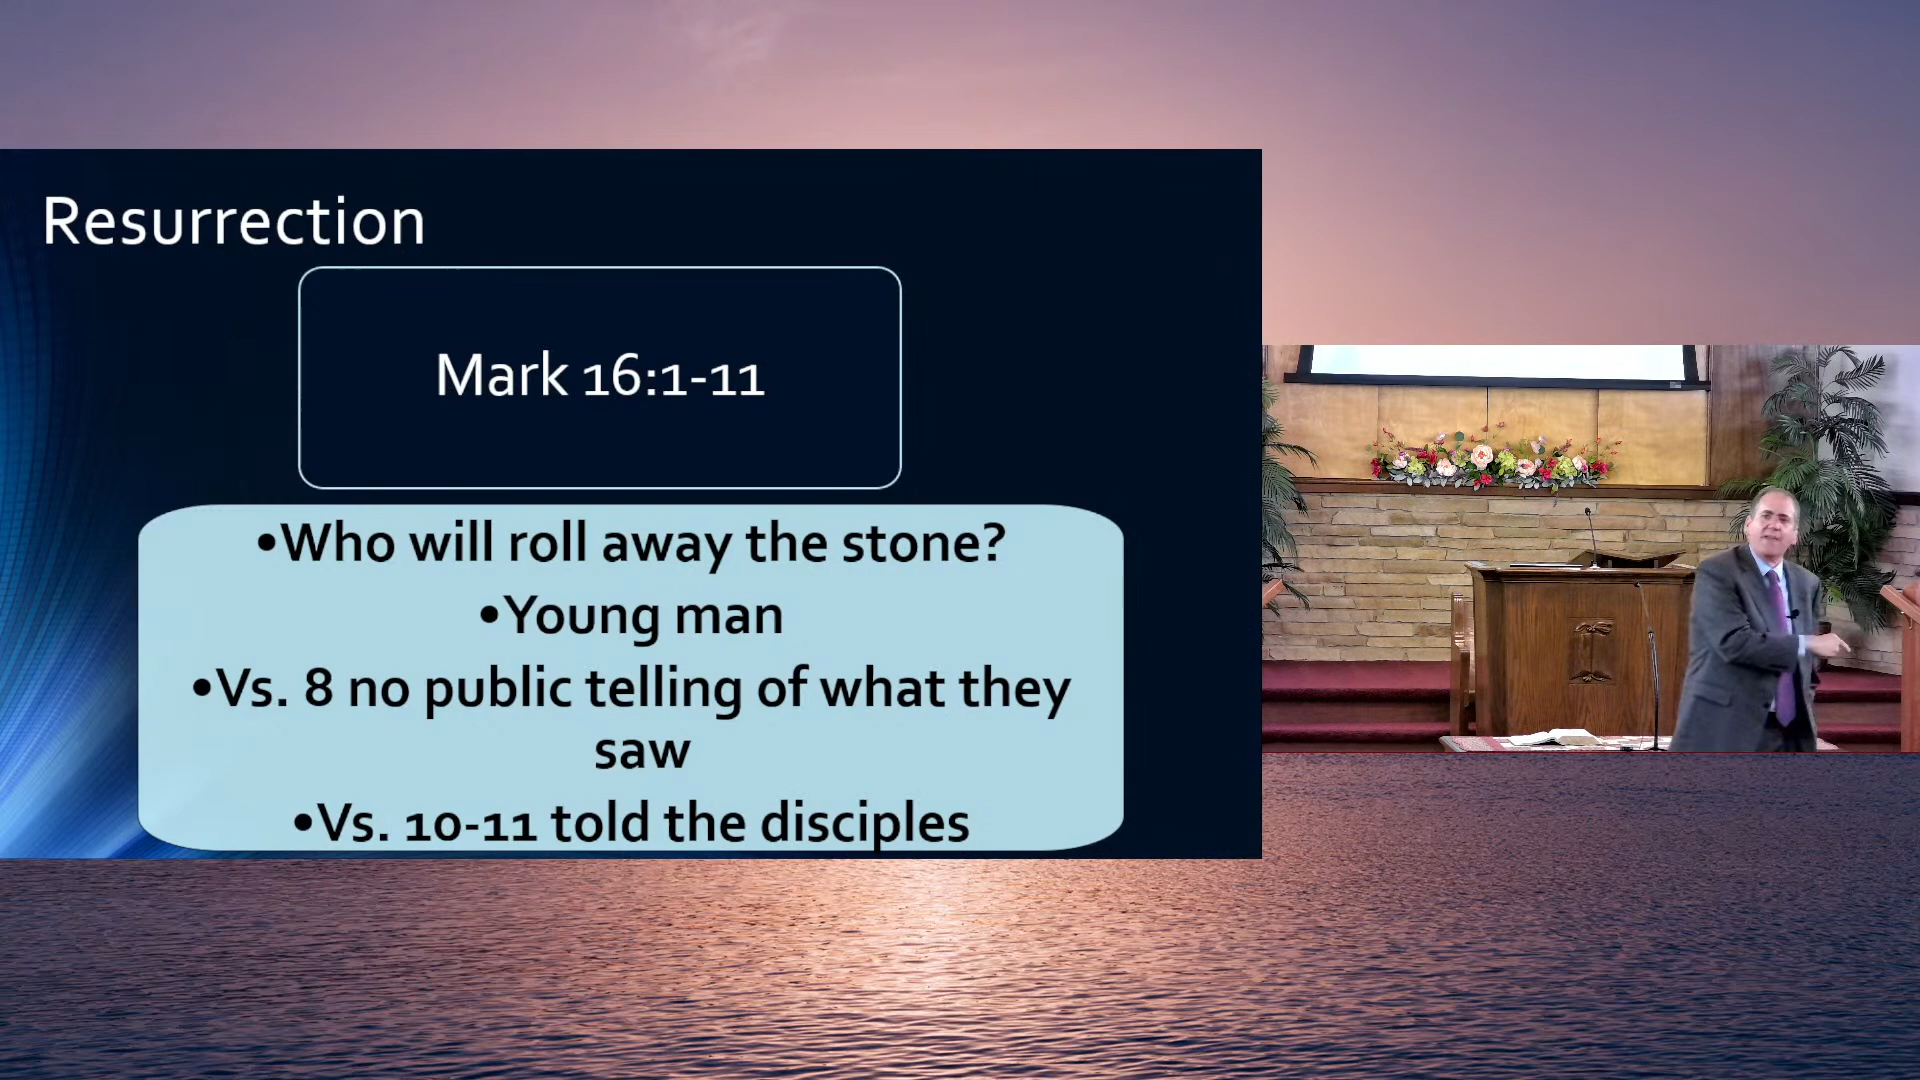 Resurrection
Mark 16:1-11
•Who will roll away the stone?
•Young man
•Vs. 8 no public telling of what they
saw
•Vs. 10-11 told the disciples